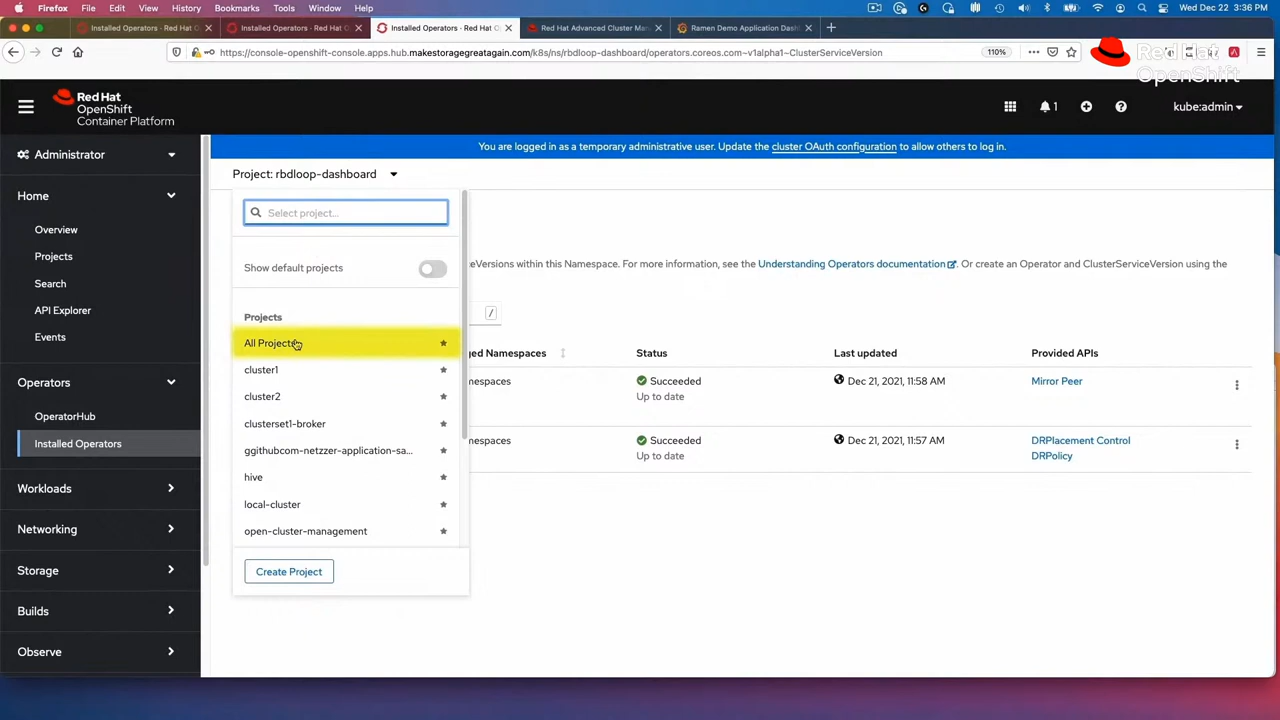 Firefox File Edit View History Bookmarks Tools Window Help Wed Dec 22 3:36 PM
Installed Operators - Red Hat O Installed Operators - Red Hat O Installed Operators - Red Hat O Red Hat Advanced Cluster Man Ramen Demo Application Dash
https://console-openshift-console.apps.hub.makestoragegreatagain.com/k8s/ns/rbdloop-dashboard/operators.coreos.com~v1alpha1~ClusterServiceVersion 110%
Red Hat
OpenShift
Red Hat
OpenShift
Container Platform
1
kube:admin
You are logged in as a temporary administrative user. Update the cluster OAuth configuration to allow others to log in.
Administrator
Home
Overview
Projects
Search
API Explorer
Events
Operators
OperatorHub
Installed Operators
Workloads
Networking
Storage
Builds
Observe
Project: rbdloop-dashboard
Select project...
Show default projects
Projects
All Projects
cluster1
cluster2
clusterset1-broker
ggithubcom-netzzer-application-sa...
hive
local-cluster
open-cluster-management
Create Project
ceVersions within this Namespace. For more information, see the Understanding Operators documentation. Or create an Operator and ClusterServiceVersion using the
/
ged Namespaces Status Last updated Provided APIs
espaces Succeeded Dec 21, 2021, 11:58 AM Mirror Peer
Up to date
espaces Succeeded Dec 21, 2021, 11:57 AM DRPlacement Control
Up to date DRPolicy